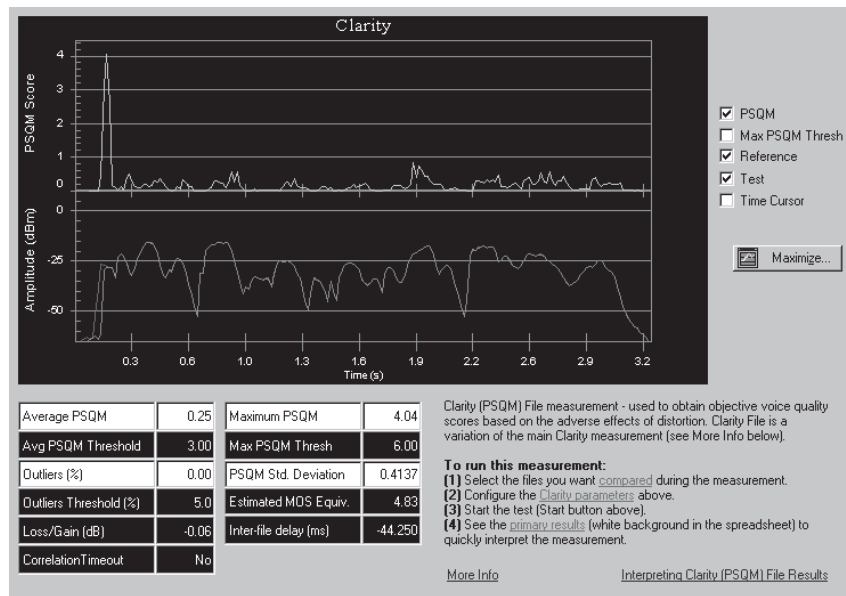 Clarity
PSQM Score
4
3
2
1
0
Amplitude (dBm)
0
-25
-50
0.3 0.6 1.0 1.3 1.6 1.9 2.2 2.6 2.9 3.2
Time (s)
PSQM
Max PSQM Thresh
Reference
Test
Time Cursor
Maximize...
Average PSQM 0.25 Maximum PSQM 4.04
Avg PSQM Threshold 3.00 Max PSQM Thresh 6.00
Outliers (%) 0.00 PSQM Std. Deviation 0.4137
Outliers Threshold (%) 5.0 Estimated MOS Equiv. 4.83
Loss/Gain (dB) -0.06 Inter-file delay (ms) -44.250
CorrelationTimeout No
Clarity (PSQM) File measurement - used to obtain objective voice quality
scores based on the adverse effects of distortion. Clarity File is a
variation of the main Clarity measurement (see More Info below).
To run this measurement:
(1) Select the files you want compared during the measurement.
(2) Configure the Clarity parameters above.
(3) Start the test (Start button above).
(4) See the primary results (white background in the spreadsheet) to
quickly interpret the measurement.
More Info Interpreting Clarity (PSQM) File Results